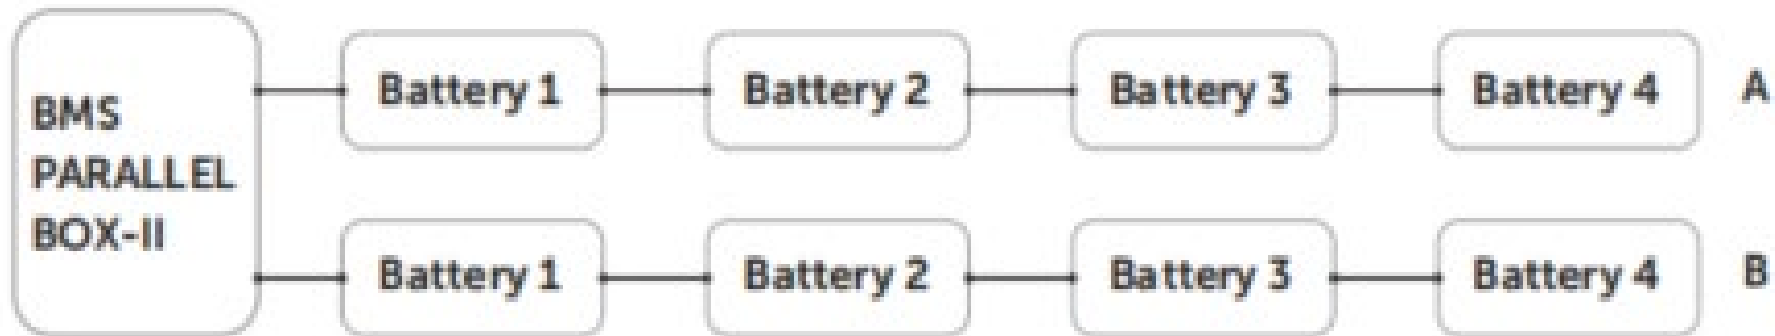 BMS
PARALLEL
BOX-II
Battery 1 Battery 2 Battery 3 Battery 4 A
Battery 1 Battery 2 Battery 3 Battery 4 B